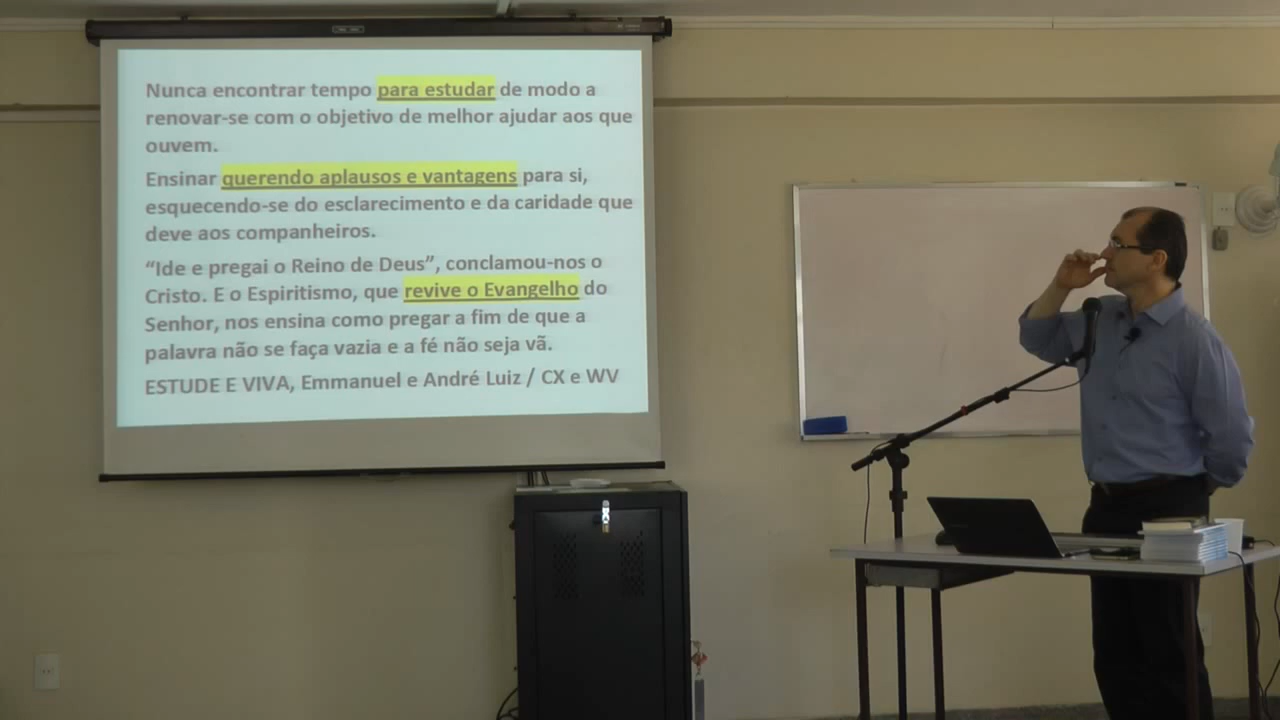 Nunca encontrar tempo para estudar de modo a
renovar-se com o objetivo de melhor ajudar aos que
ouvem.
Ensinar querendo aplausos e vantagens para si,
esquecendo-se do esclarecimento e da caridade que
deve aos companheiros.
“Ide e pregai o Reino de Deus”, conclamou-nos o
Cristo. E o Espiritismo, que revive o Evangelho do
Senhor, nos ensina como pregar a fim de que a
palavra não se faça vazia e a fé não seja vã.
ESTUDE E VIVA, Emmanuel e André Luiz / CX e WV